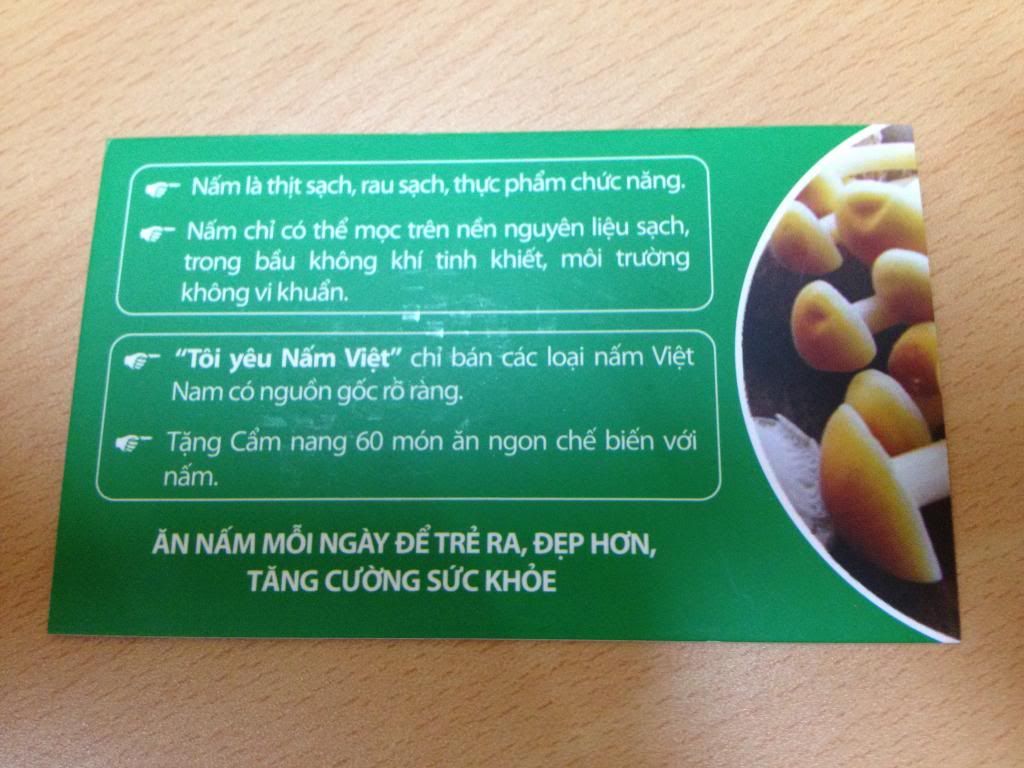 Nấm là thịt sạch, rau sạch, thực phẩm chức năng.
Nấm chỉ có thể mọc trên nền nguyên liệu sạch,
trong bầu không khí tinh khiết, môi trường
không vi khuẩn.
"Tôi yêu Nấm Việt" chỉ bán các loại nấm Việt
Nam có nguồn gốc rõ ràng.
Tặng Cẩm nang 60 món ăn ngon chế biến với
nấm.
ĂN NẤM MỖI NGÀY ĐỂ TRẺ RA, ĐẸP HƠN,
TĂNG CƯỜNG SỨC KHỎE